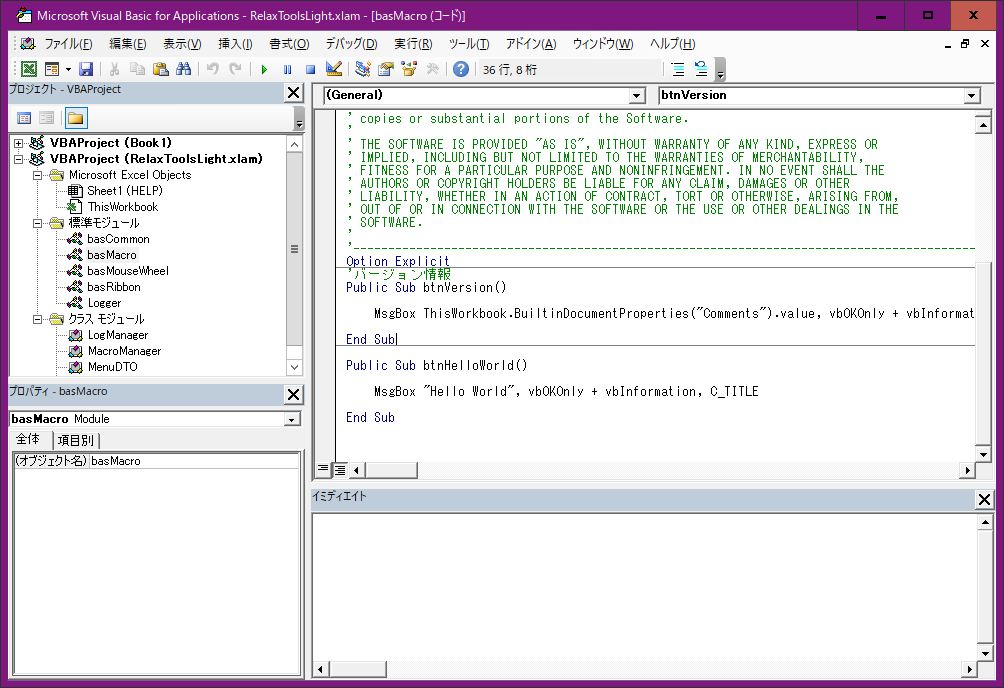 Microsoft Visual Basic for Applications - RelaxToolsLight.xlam - [basMacro (コード)]
ファイル(F) 編集(E) 表示(V) 挿入(I) 書式(O) デバッグ(D) 実行(R) ツール(T) アドイン(A) ウィンドウ(W) ヘルプ(H)
36 行, 8 桁
プロジェクト - VBAProject
VBAProject (Book1)
VBAProject (RelaxToolsLight.xlam)
Microsoft Excel Objects
Sheet1 (HELP)
ThisWorkbook
標準モジュール
basCommon
basMacro
basMouseWheel
basRibbon
Logger
クラス モジュール
LogManager
MacroManager
MenuDTO
プロパティ - basMacro
basMacro Module
全体 項目別
(オブジェクト名) basMacro
(General) btnVersion
' copies or substantial portions of the Software.
'
' THE SOFTWARE IS PROVIDED "AS IS", WITHOUT WARRANTY OF ANY KIND, EXPRESS OR
' IMPLIED, INCLUDING BUT NOT LIMITED TO THE WARRANTIES OF MERCHANTABILITY,
' FITNESS FOR A PARTICULAR PURPOSE AND NONINFRINGEMENT. IN NO EVENT SHALL THE
' AUTHORS OR COPYRIGHT HOLDERS BE LIABLE FOR ANY CLAIM, DAMAGES OR OTHER
' LIABILITY, WHETHER IN AN ACTION OF CONTRACT, TORT OR OTHERWISE, ARISING FROM,
' OUT OF OR IN CONNECTION WITH THE SOFTWARE OR THE USE OR OTHER DEALINGS IN THE
' SOFTWARE.
'
'-----------------------------------------------------------------------------------------
Option Explicit
'バージョン情報
Public Sub btnVersion()
MsgBox ThisWorkbook.BuiltinDocumentProperties("Comments").value, vbOKOnly + vbInformat
End Sub
Public Sub btnHelloWorld()
MsgBox "Hello World", vbOKOnly + vbInformation, C_TITLE
End Sub
イミディエイト